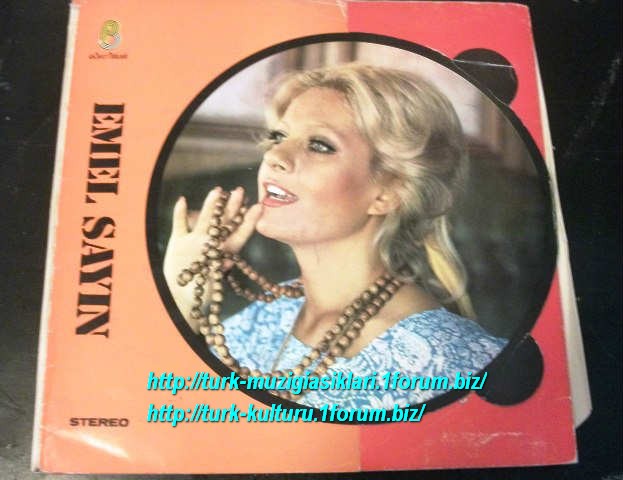 EMEL SAYIN
http://turk-muzigiasiklari.1forum.biz/
http://turk-kulturu.1forum.biz/
STEREO